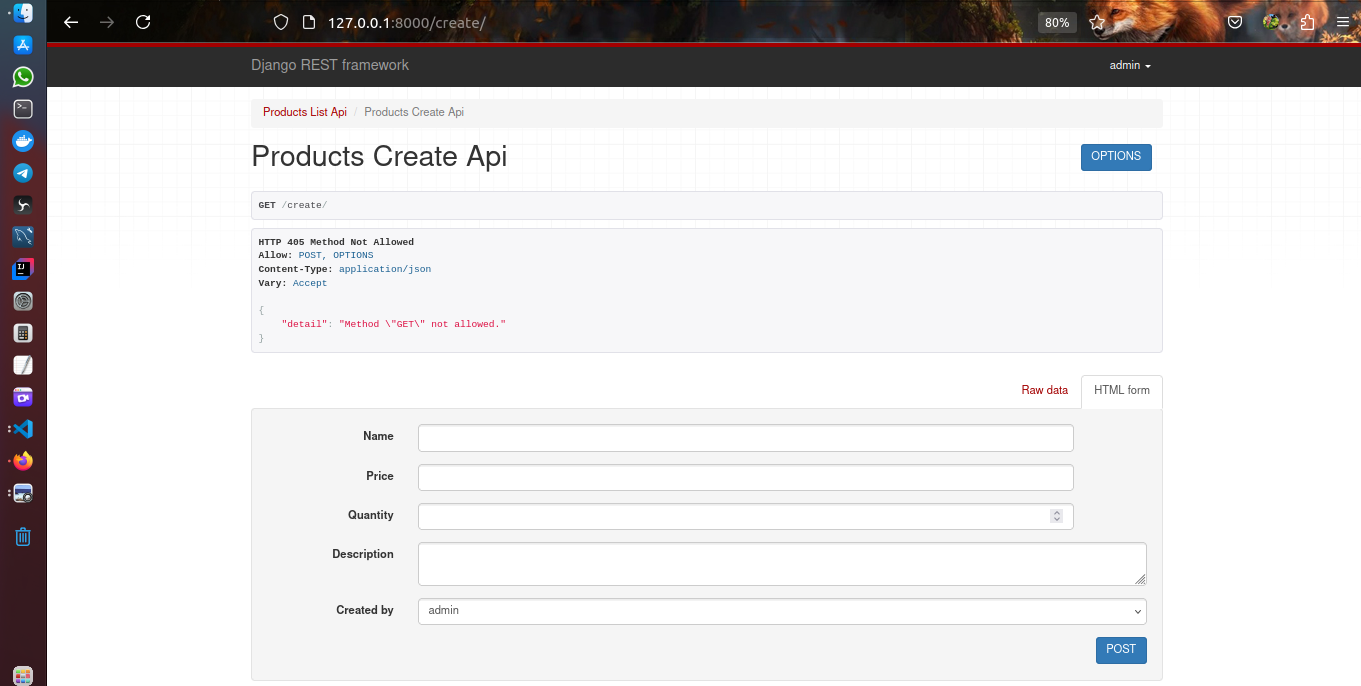 127.0.0.1:8000/create/
80%
Django REST framework
admin
Products List Api / Products Create Api
Products Create Api
OPTIONS
GET /create/
HTTP 405 Method Not Allowed
Allow: POST, OPTIONS
Content-Type: application/json
Vary: Accept
{
"detail": "Method \"GET\" not allowed."
}
Raw data
HTML form
Name
Price
Quantity
Description
Created by
admin
POST